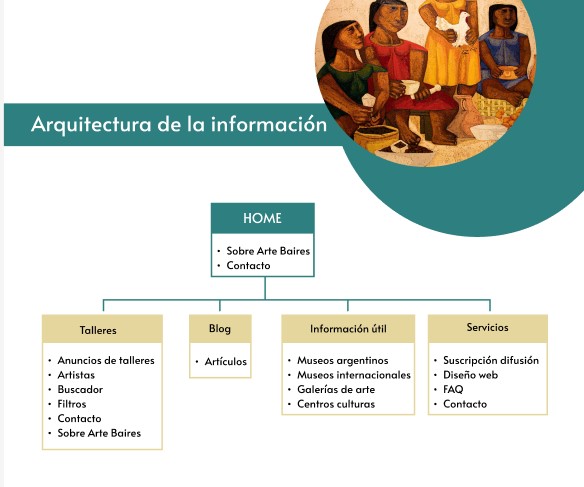 Arquitectura de la información
HOME
• Sobre Arte Baires
• Contacto
Talleres
• Anuncios de talleres
• Artistas
• Buscador
• Filtros
• Contacto
• Sobre Arte Baires
Blog
• Artículos
Información útil
• Museos argentinos
• Museos internacionales
• Galerías de arte
• Centros culturas
Servicios
• Suscripción difusión
• Diseño web
• FAQ
• Contacto